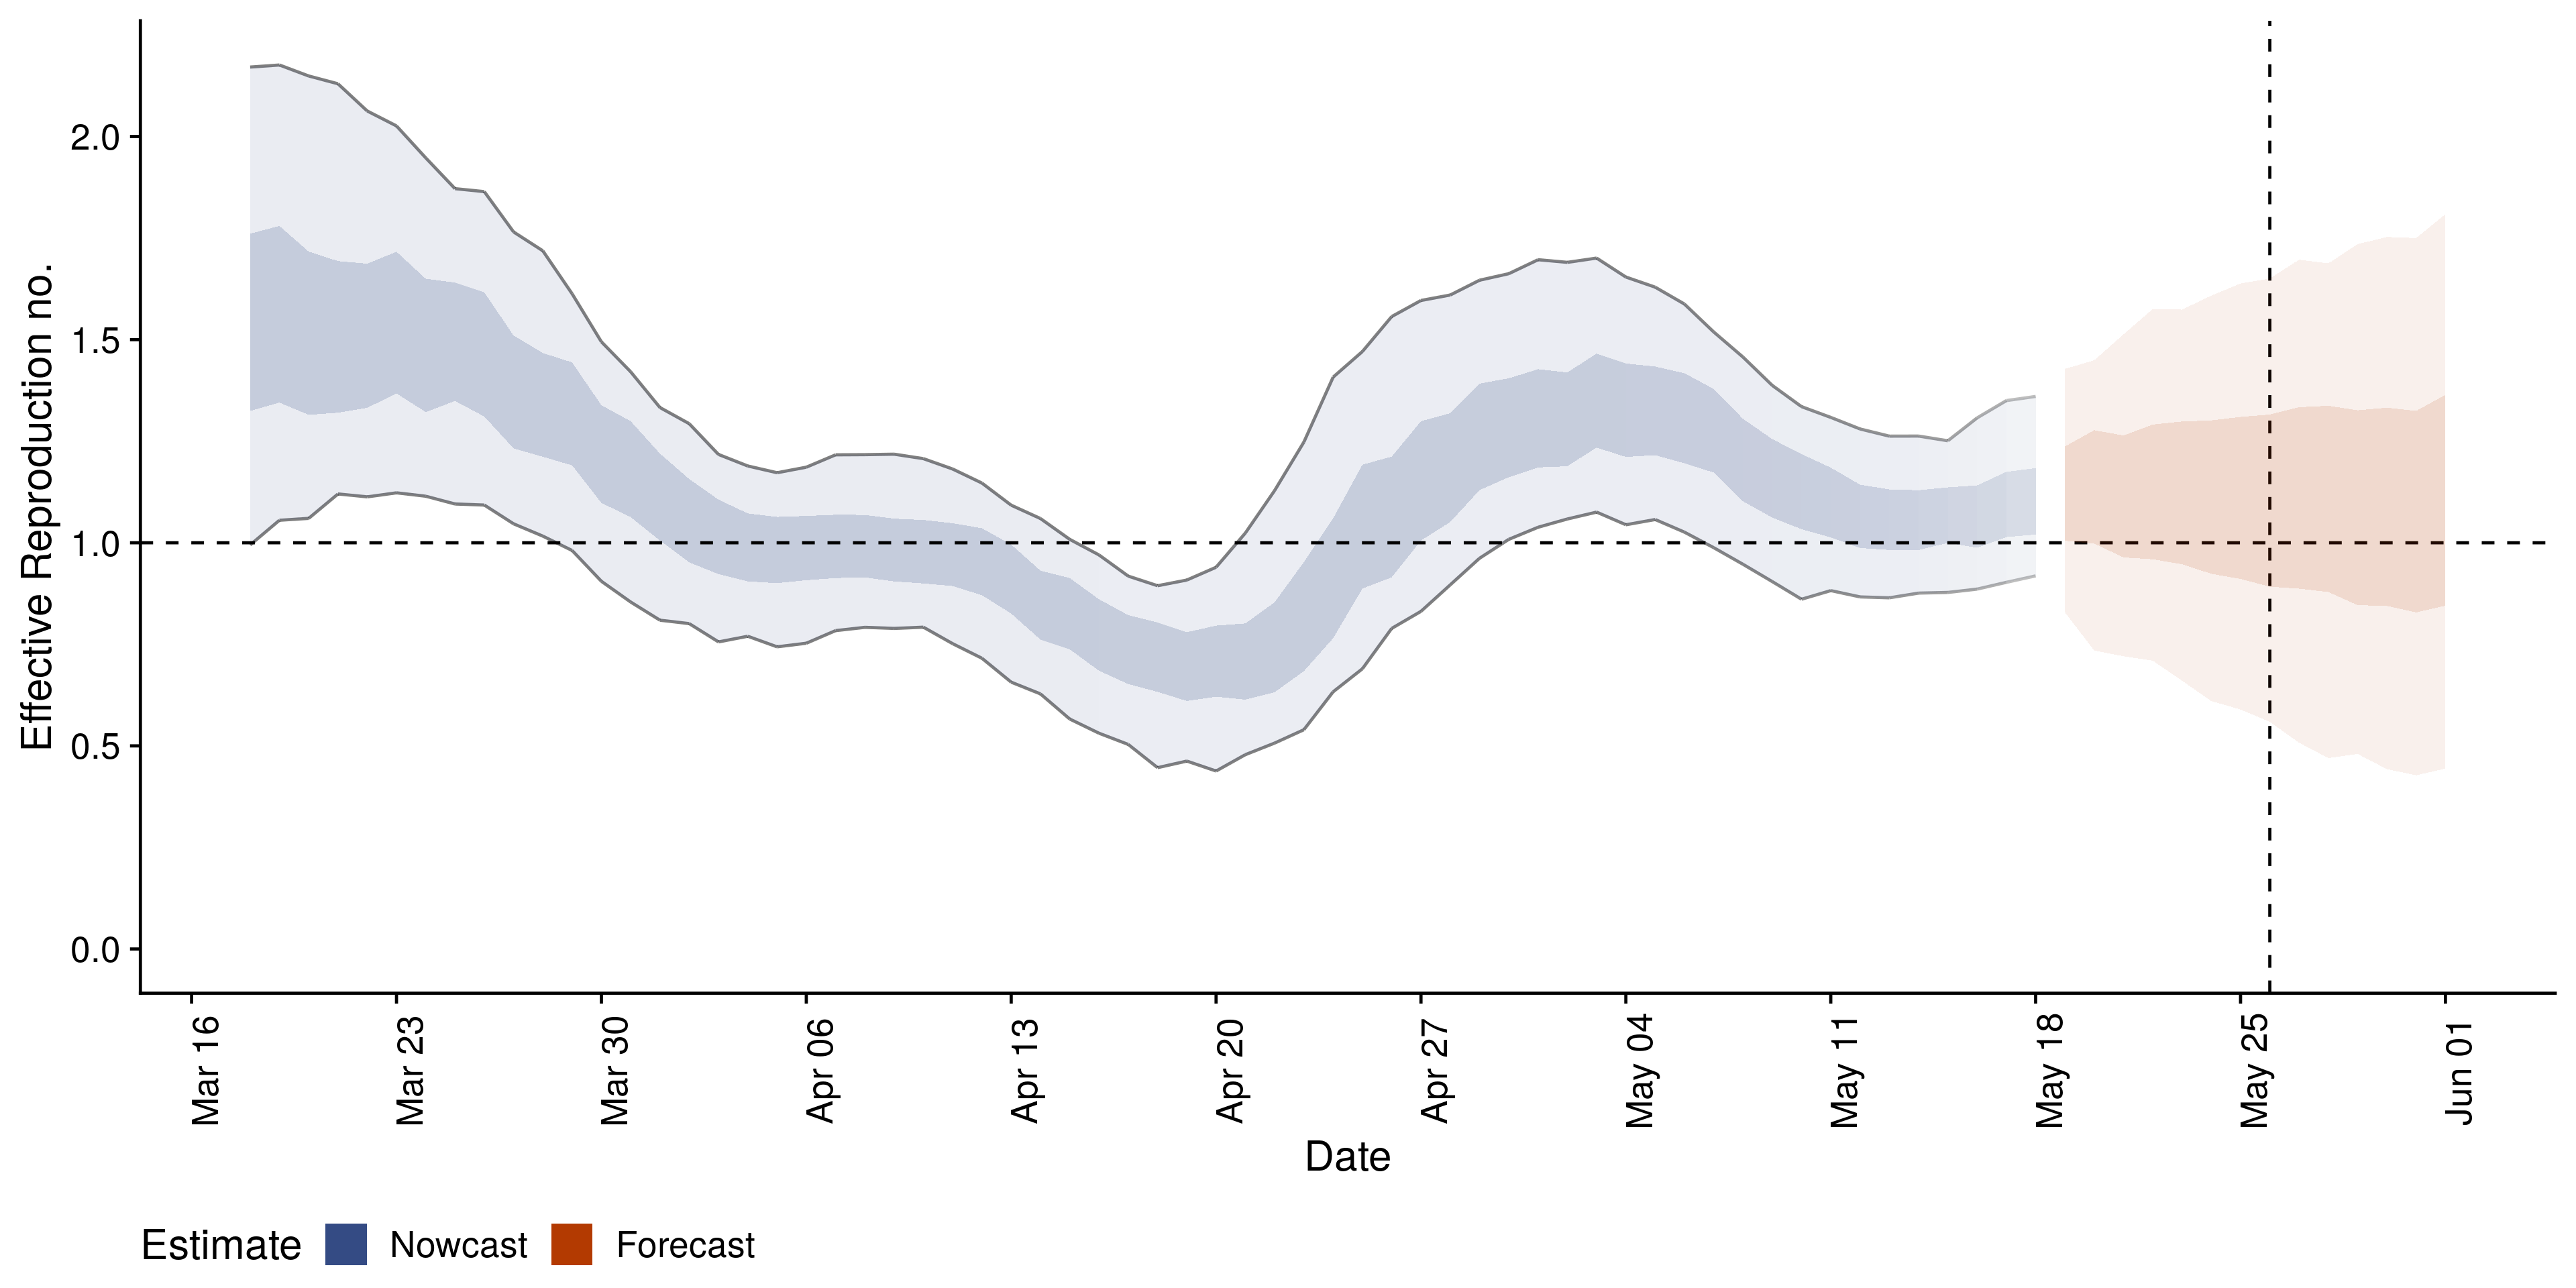 Effective Reproduction no.
2.0
1.5
1.0
0.5
0.0
Mar 16
Mar 23
Mar 30
Apr 06
Apr 13
Apr 20
Apr 27
May 04
May 11
May 18
May 25
Jun 01
Date
Estimate Nowcast Forecast